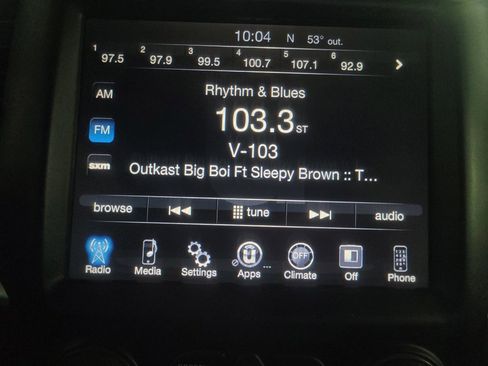 10:04 N 53° out.
1 97.5 2 97.9 3 99.5 4 100.7 5 107.1 6 92.9
AM
Rhythm & Blues
FM
103.3 ST
V-103
sxm
Outkast Big Boi Ft Sleepy Brown :: T...
browse tune audio
Radio Media Settings Apps OFF Climate Off Phone